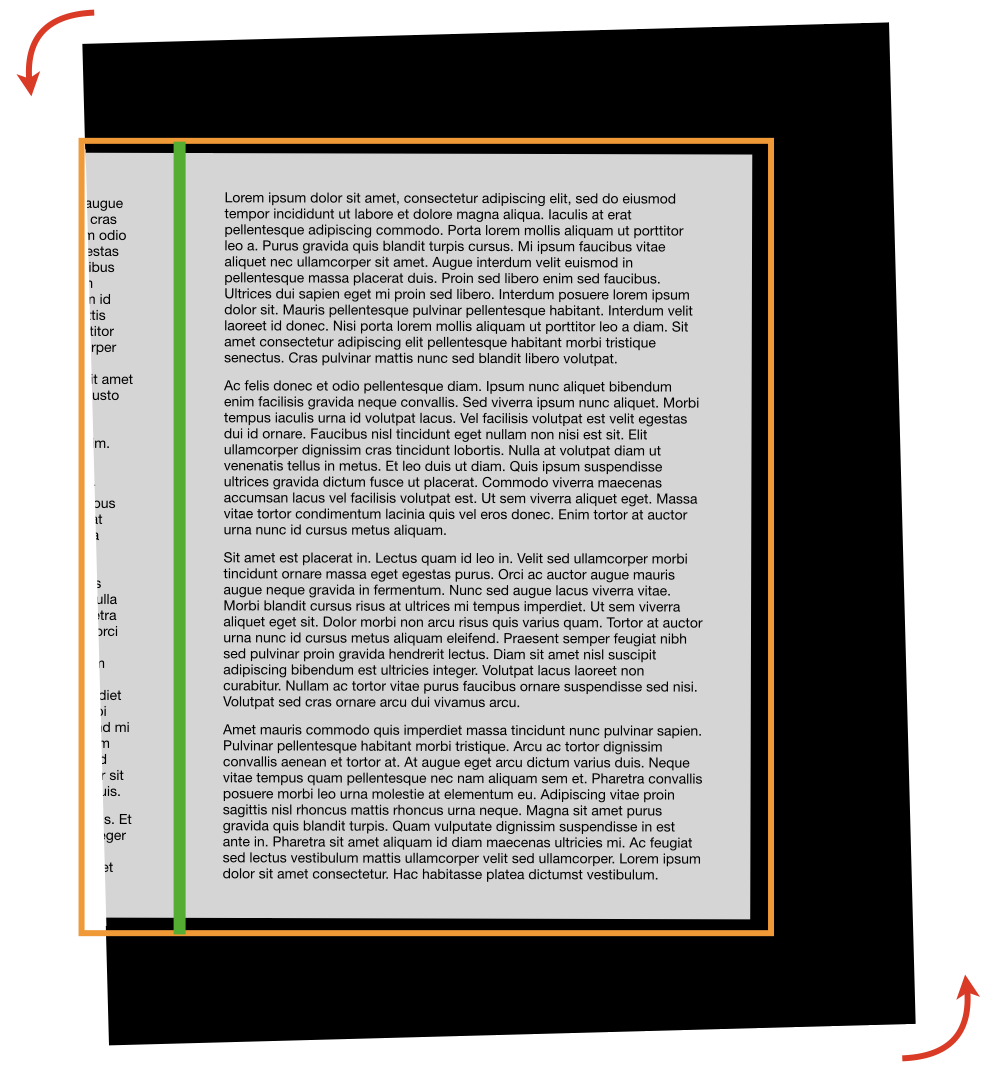 augue
cras
odio
id
amet
mi
sit
Et
Lorem ipsum dolor sit amet, consectetur adipiscing elit, sed do eiusmod
tempor incididunt ut labore et dolore magna aliqua. Iaculis at erat
pellentesque adipiscing commodo. Porta lorem mollis aliquam ut porttitor
leo a. Purus gravida quis blandit turpis cursus. Mi ipsum faucibus vitae
aliquet nec ullamcorper sit amet. Augue interdum velit euismod in
pellentesque massa placerat duis. Proin sed libero enim sed faucibus.
Ultrices dui sapien eget mi proin sed libero. Interdum posuere lorem ipsum
dolor sit. Mauris pellentesque pulvinar pellentesque habitant. Interdum velit
laoreet id donec. Nisi porta lorem mollis aliquam ut porttitor leo a diam. Sit
amet consectetur adipiscing elit pellentesque habitant morbi tristique
senectus. Cras pulvinar mattis nunc sed blandit libero volutpat.
Ac felis donec et odio pellentesque diam. Ipsum nunc aliquet bibendum
enim facilisis gravida neque convallis. Sed viverra ipsum nunc aliquet. Morbi
tempus iaculis urna id volutpat lacus. Vel facilisis volutpat est velit egestas
dui id ornare. Faucibus nisl tincidunt eget nullam non nisi est sit. Elit
ullamcorper dignissim cras tincidunt lobortis. Nulla at volutpat diam ut
venenatis tellus in metus. Et leo duis ut diam. Quis ipsum suspendisse
ultrices gravida dictum fusce ut placerat. Commodo viverra maecenas
accumsan lacus vel facilisis volutpat est. Ut sem viverra aliquet eget. Massa
vitae tortor condimentum lacinia quis vel eros donec. Enim tortor at auctor
urna nunc id cursus metus aliquam.
Sit amet est placerat in. Lectus quam id leo in. Velit sed ullamcorper morbi
tincidunt ornare massa eget egestas purus. Orci ac auctor augue mauris
augue neque gravida in fermentum. Nunc sed augue lacus viverra vitae.
Morbi blandit cursus risus at ultrices mi tempus imperdiet. Ut sem viverra
aliquet eget sit. Dolor morbi non arcu risus quis varius quam. Tortor at auctor
urna nunc id cursus metus aliquam eleifend. Praesent semper feugiat nibh
sed pulvinar proin gravida hendrerit lectus. Diam sit amet nisl suscipit
adipiscing bibendum est ultricies integer. Volutpat lacus laoreet non
curabitur. Nullam ac tortor vitae purus faucibus ornare suspendisse sed nisi.
Volutpat sed cras ornare arcu dui vivamus arcu.
Amet mauris commodo quis imperdiet massa tincidunt nunc pulvinar sapien.
Pulvinar pellentesque habitant morbi tristique. Arcu ac tortor dignissim
convallis aenean et tortor at. At augue eget arcu dictum varius duis. Neque
vitae tempus quam pellentesque nec nam aliquam sem et. Pharetra convallis
posuere morbi leo urna molestie at elementum eu. Adipiscing vitae proin
sagittis nisl rhoncus mattis rhoncus urna neque. Magna sit amet purus
gravida quis blandit turpis. Quam vulputate dignissim suspendisse in est
ante in. Pharetra sit amet aliquam id diam maecenas ultricies mi. Ac feugiat
sed lectus vestibulum mattis ullamcorper velit sed ullamcorper. Lorem ipsum
dolor sit amet consectetur. Hac habitasse platea dictumst vestibulum.